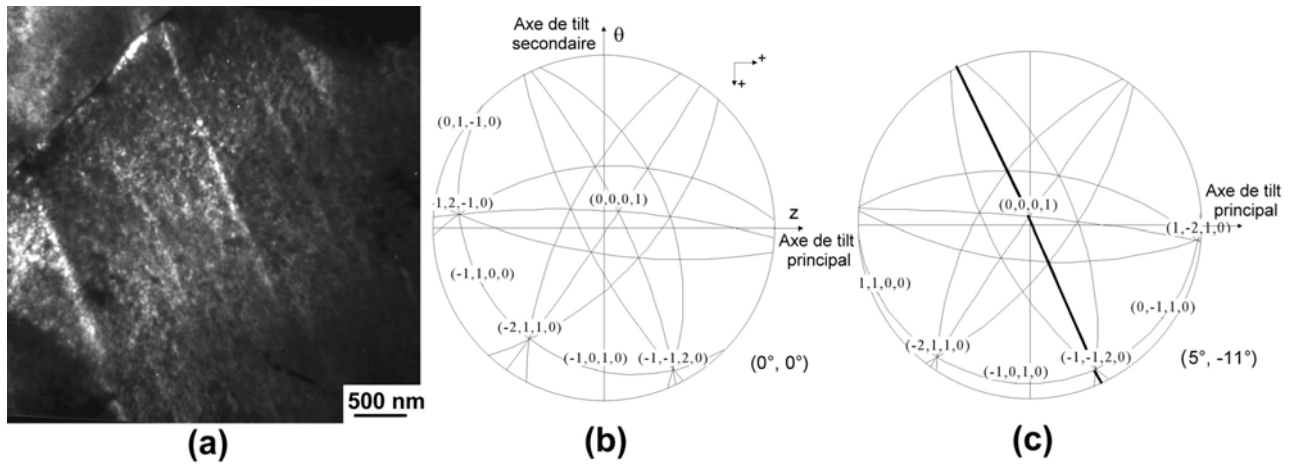 500 nm
(a)
Axe de tilt
secondaire
θ
+
+
(0,1,-1,0)
1,2,-1,0)
(0,0,0,1)
z
Axe de tilt
principal
(-1,1,0,0)
(-2,1,1,0)
(-1,0,1,0)
(-1,-1,2,0)
(0°, 0°)
(b)
(0,0,0,1)
Axe de tilt
principal
(1,-2,1,0)
1,1,0,0)
(0,-1,1,0)
(-2,1,1,0)
(-1,-1,2,0)
(-1,0,1,0)
(5°, -11°)
(c)